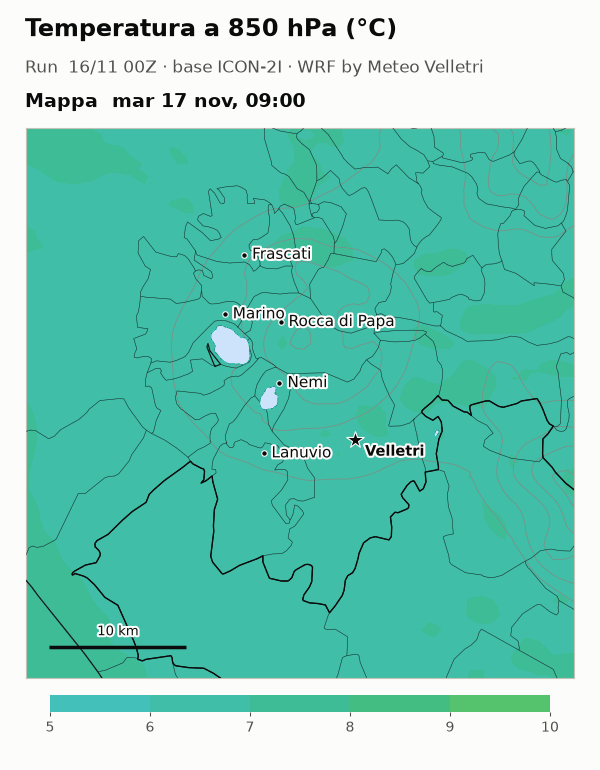 Temperatura a 850 hPa (°C)
Run  16/11 00Z · base ICON-2I · WRF by Meteo Velletri
Mappa  mar 17 nov, 09:00
Frascati
Marino
Rocca di Papa
Nemi
Velletri
Lanuvio
10 km
5 6 7 8 9 10